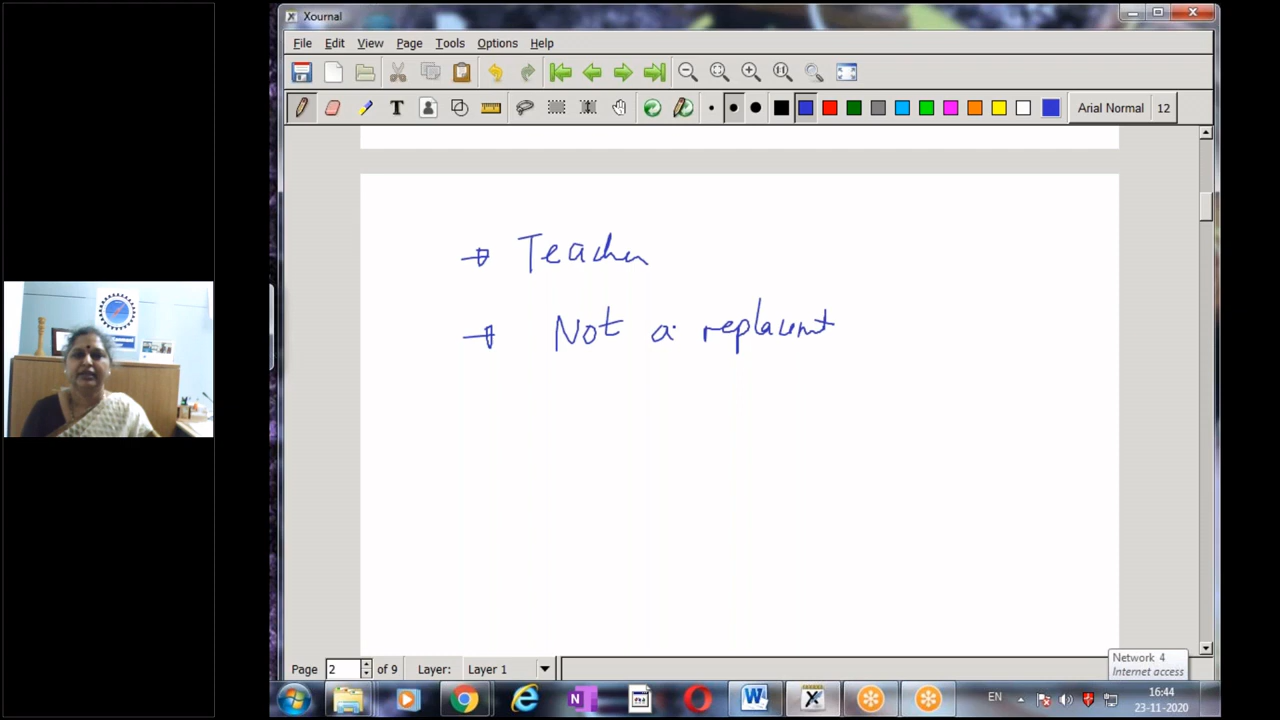 Xournal
File Edit View Page Tools Options Help
Arial Normal 12
→ Teacher
→ Not a replacemt
Page 2 of 9 Layer: Layer 1
Network 4
Internet access
EN 16:44
23-11-2020